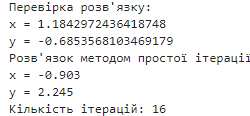 Перевірка розв'язку:
x = 1.1842972436418748
y = -0.6853568103469179
Розв'язок методом простої ітерації
x = -0.903
y = 2.245
Кількість ітерацій: 16